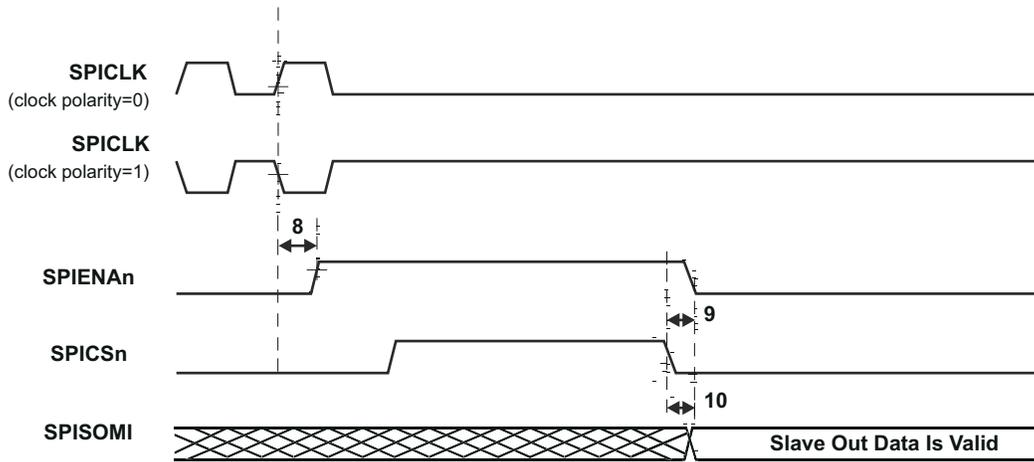 SPICLK
(clock polarity=0)
SPICLK
(clock polarity=1)
8
SPIENAn
9
SPICSn
10
SPISOMI
Slave Out Data Is Valid